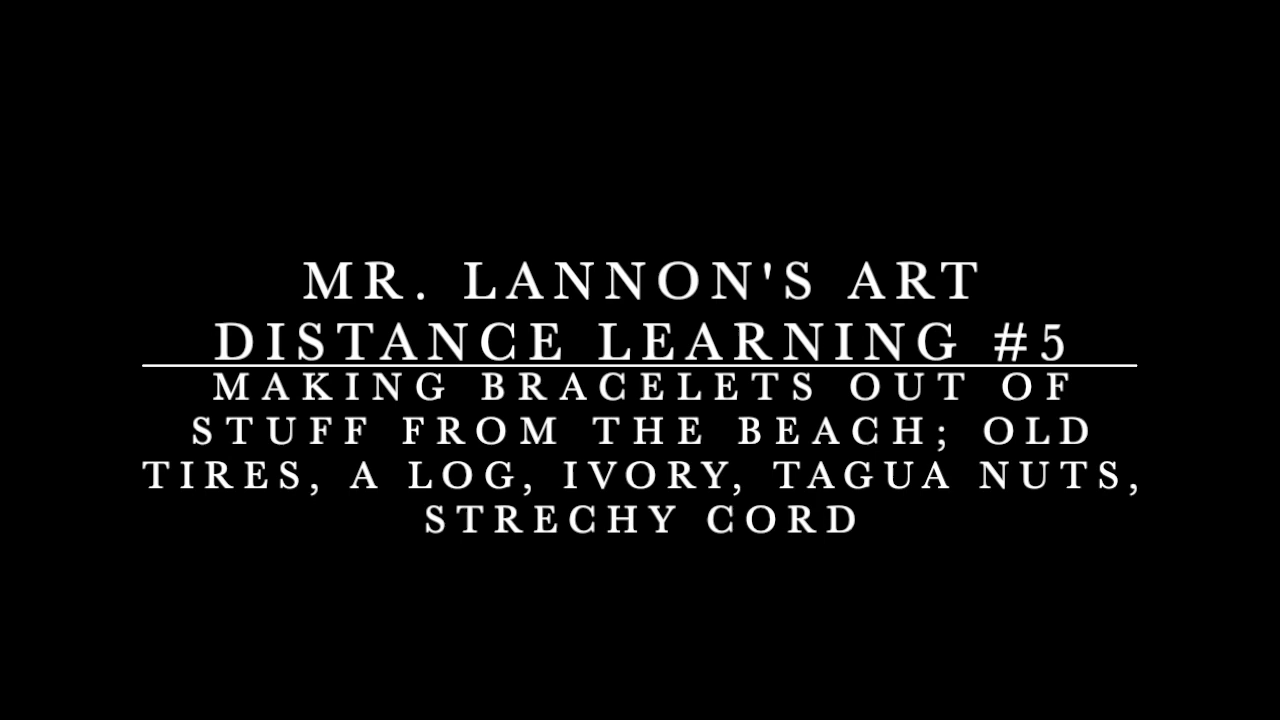 MR. LANNON'S ART
DISTANCE LEARNING #5
MAKING BRACELETS OUT OF
STUFF FROM THE BEACH; OLD
TIRES, A LOG, IVORY, TAGUA NUTS,
STRECHY CORD